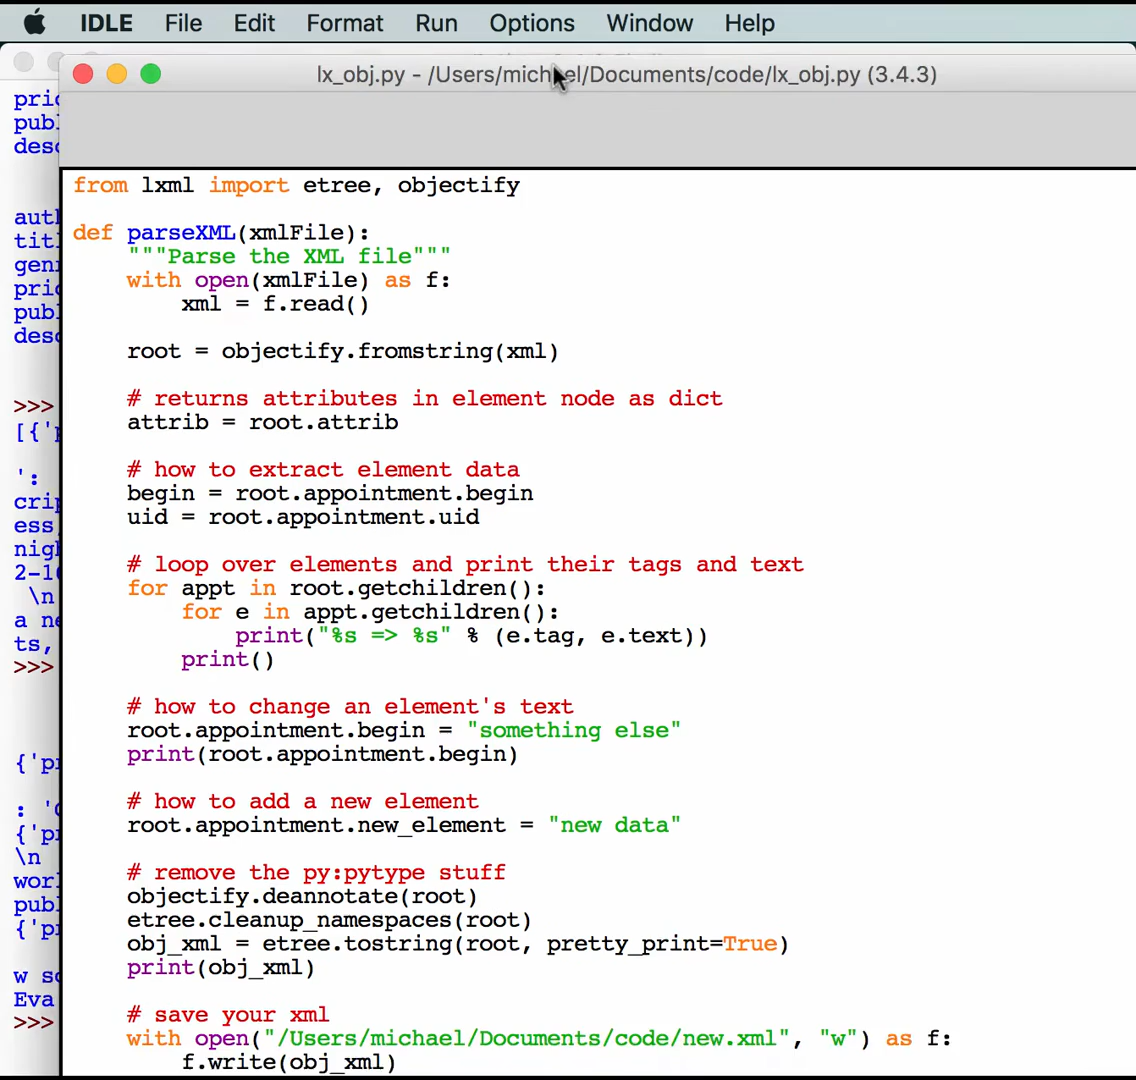 IDLE File Edit Format Run Options Window Help
lx_obj.py - /Users/michael/Documents/code/lx_obj.py (3.4.3)
from lxml import etree, objectify
def parseXML(xmlFile):
"""Parse the XML file"""
with open(xmlFile) as f:
xml = f.read()
root = objectify.fromstring(xml)
# returns attributes in element node as dict
attrib = root.attrib
# how to extract element data
begin = root.appointment.begin
uid = root.appointment.uid
# loop over elements and print their tags and text
for appt in root.getchildren():
for e in appt.getchildren():
print("%s => %s" % (e.tag, e.text))
print()
# how to change an element's text
root.appointment.begin = "something else"
print(root.appointment.begin)
# how to add a new element
root.appointment.new_element = "new data"
# remove the py:pytype stuff
objectify.deannotate(root)
etree.cleanup_namespaces(root)
obj_xml = etree.tostring(root, pretty_print=True)
print(obj_xml)
# save your xml
with open("/Users/michael/Documents/code/new.xml", "w") as f:
f.write(obj_xml)